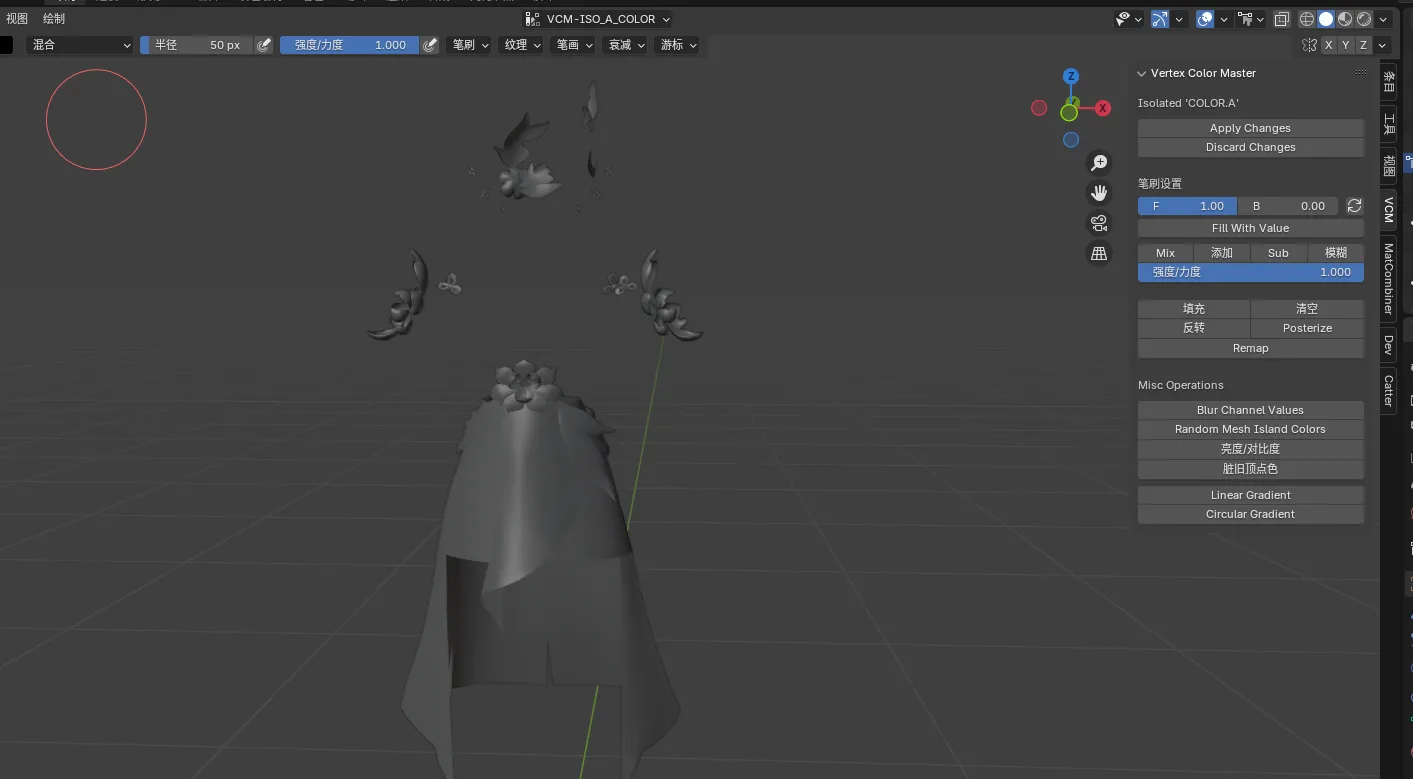 视图 绘制 VCM-ISO_A_COLOR
混合 半径 50 px 强度/力度 1.000 笔刷 纹理 笔画 衰减 游标 X Y Z
Z
X
Vertex Color Master
Isolated 'COLOR.A'
Apply Changes
Discard Changes
笔刷设置
F 1.00 B 0.00
Fill With Value
Mix 添加 Sub 模糊
强度/力度 1.000
填充 清空
反转 Posterize
Remap
Misc Operations
Blur Channel Values
Random Mesh Island Colors
亮度/对比度
脏旧顶点色
Linear Gradient
Circular Gradient
条目
工具
视图
VCM
MatCombiner
Dev
Catter